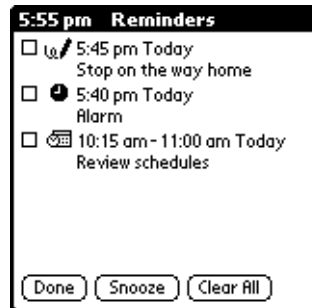 5:55 pm Reminders
5:45 pm Today
Stop on the way home
5:40 pm Today
Alarm
10:15 am - 11:00 am Today
Review schedules
Done Snooze Clear All